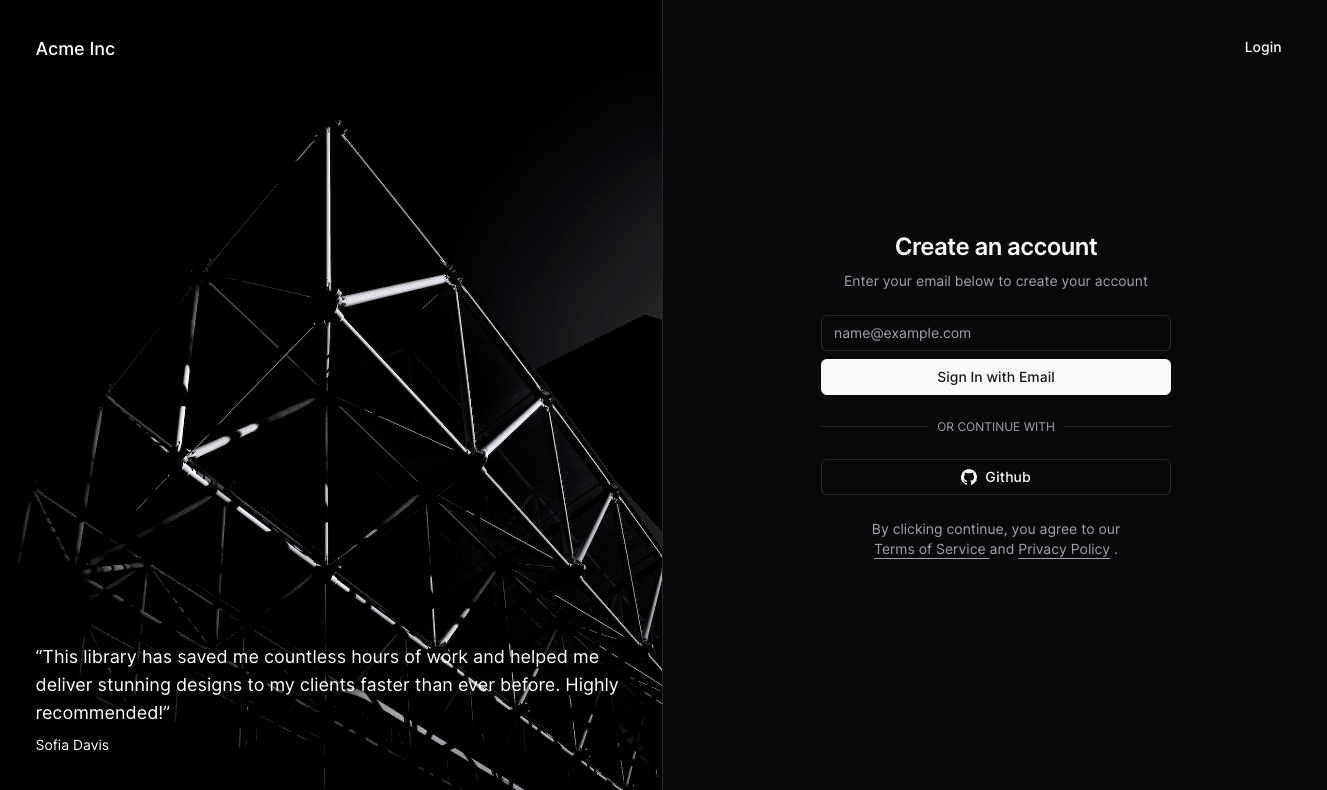 Acme Inc
Login
Create an account
Enter your email below to create your account
name@example.com
Sign In with Email
OR CONTINUE WITH
Github
By clicking continue, you agree to our
Terms of Service and Privacy Policy .
“This library has saved me countless hours of work and helped me
deliver stunning designs to my clients faster than ever before. Highly
recommended!”
Sofia Davis